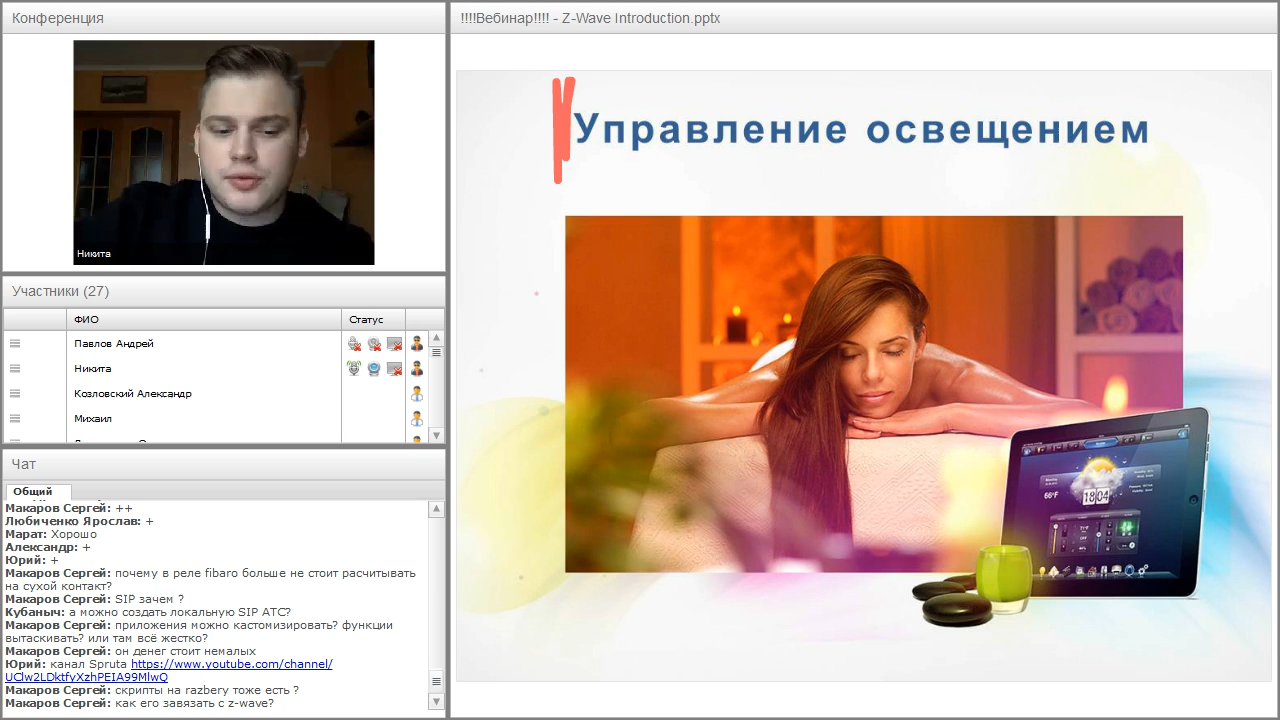 Конференция
Никита
Участники (27)
ФИО
Статус
Павлов Андрей
Никита
Козловский Александр
Михаил
Чат
Общий
Макаров Сергей: ++
Любиченко Ярослав: +
Марат: Хорошо
Александр: +
Юрий: +
Макаров Сергей: почему в реле fibaro больше не стоит расчитывать
на сухой контакт?
Макаров Сергей: SIP зачем ?
Кубаныч: а можно создать локальную SIP АТС?
Макаров Сергей: приложения можно кастомизировать? функции
вытаскивать? или там всё жестко?
Макаров Сергей: он денег стоит немалых
Юрий: канал Spruta https://www.youtube.com/channel/
UClw2LDktfyXzhPEIA99MlwQ
Макаров Сергей: скрипты на razbery тоже есть ?
Макаров Сергей: как его зявязать с z-wave?
!!!!Вебинар!!!! - Z-Wave Introduction.pptx
Управление освещением
66°F
18:04